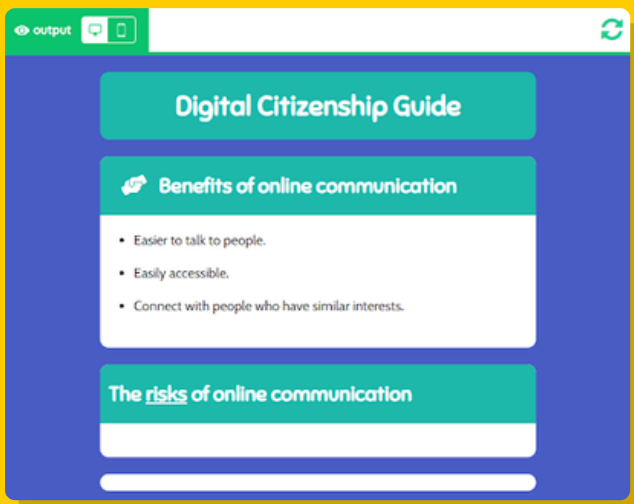 output
Digital Citizenship Guide
Benefits of online communication
Easier to talk to people.
Easily accessible.
Connect with people who have similar interests.
The risks of online communication